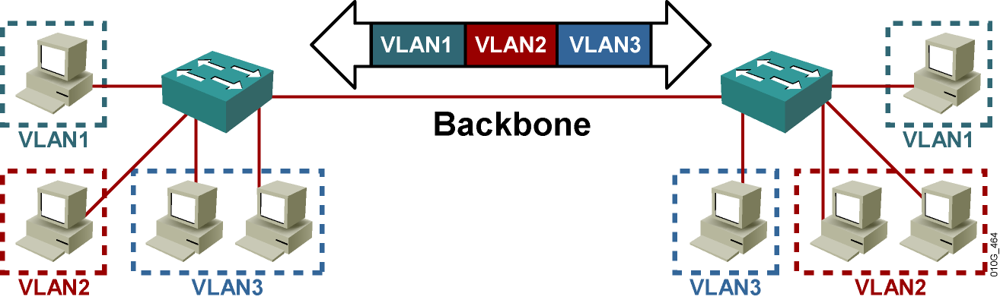 VLAN1 VLAN2 VLAN3
Backbone
VLAN1
VLAN1
VLAN2
VLAN3
VLAN3
VLAN2
010G_464